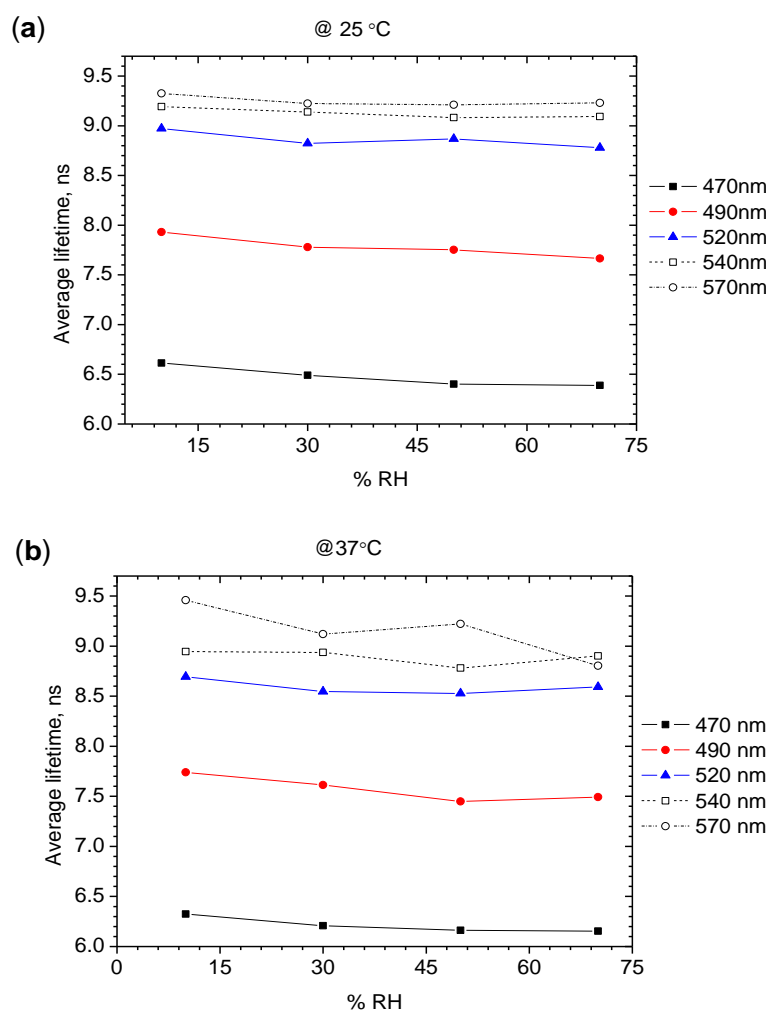 (a)
@ 25 °C
9.5
9.0
8.5
8.0
7.5
7.0
6.5
6.0
Average lifetime, ns
15 30 45 60 75
% RH
470nm
490nm
520nm
540nm
570nm
(b)
@37°C
9.5
9.0
8.5
8.0
7.5
7.0
6.5
6.0
Average lifetime, ns
0 15 30 45 60 75
% RH
470 nm
490 nm
520 nm
540 nm
570 nm